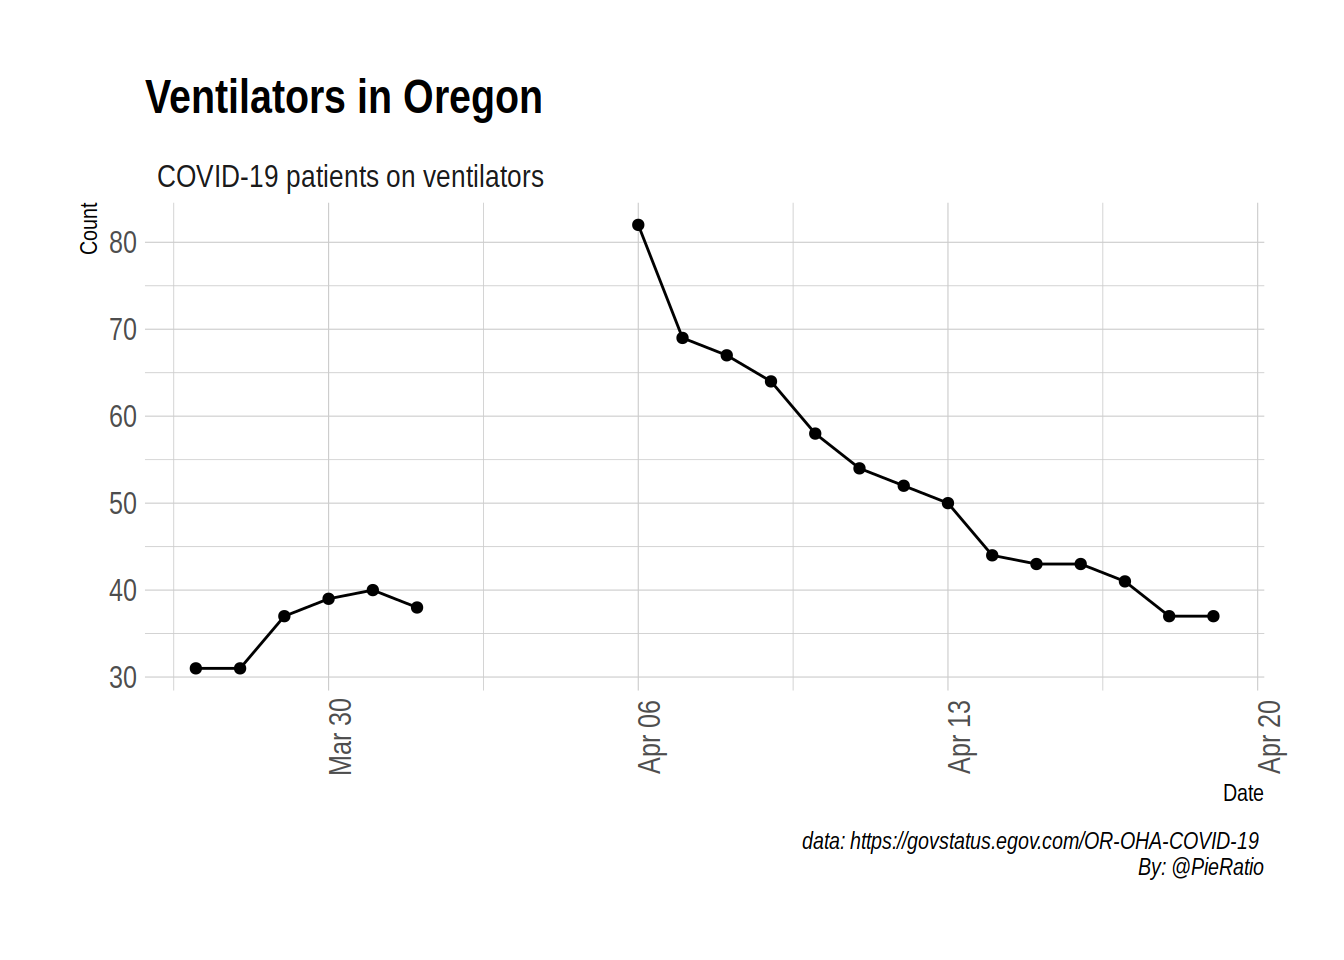 Ventilators in Oregon
COVID-19 patients on ventilators
Count
80
70
60
50
40
30
Mar 30
Apr 06
Apr 13
Apr 20
Date
data: https://govstatus.egov.com/OR-OHA-COVID-19
By: @PieRatio